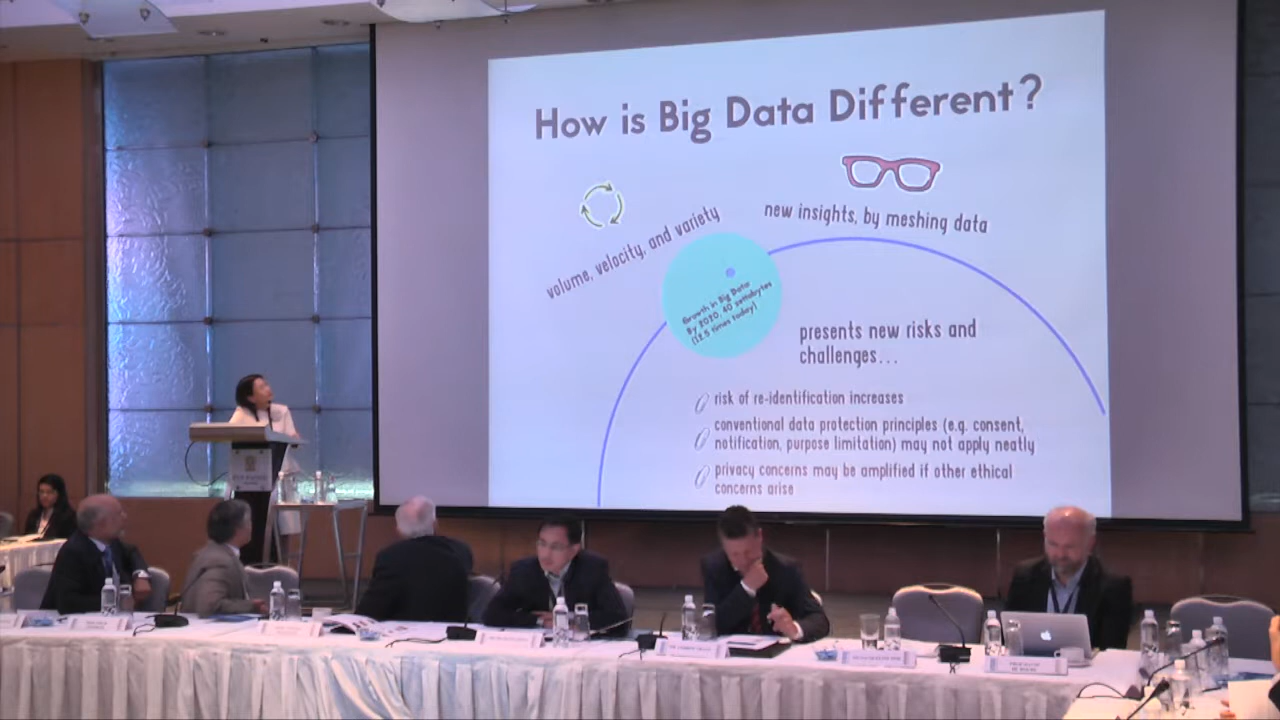 How is Big Data Different?
volume, velocity, and variety
new insights, by meshing data
Growth in Big Data
By 2020, 40 zettabytes
(12.5 times today)
presents new risks and
challenges...
risk of re-identification increases
conventional data protection principles (e.g. consent,
notification, purpose limitation) may not apply neatly
privacy concerns may be amplified if other ethical
concerns arise